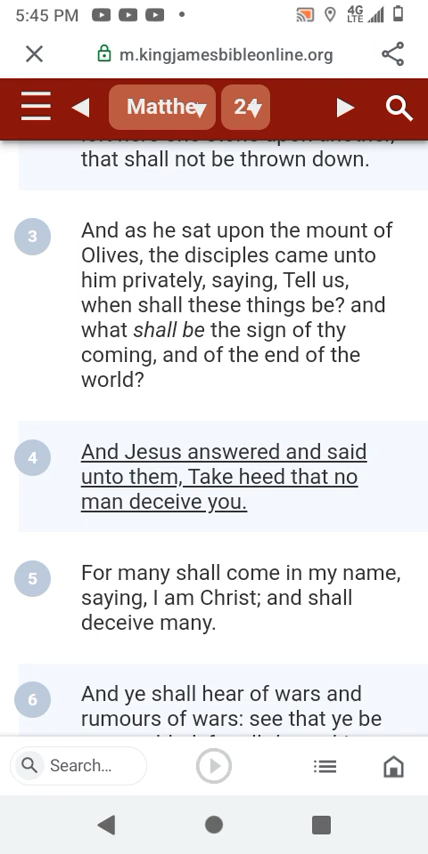 5:45 PM
4G
LTE
m.kingjamesbibleonline.org
Matthe
24
that shall not be thrown down.
3
And as he sat upon the mount of
Olives, the disciples came unto
him privately, saying, Tell us,
when shall these things be? and
what shall be the sign of thy
coming, and of the end of the
world?
4
And Jesus answered and said
unto them, Take heed that no
man deceive you.
5
For many shall come in my name,
saying, I am Christ; and shall
deceive many.
6
And ye shall hear of wars and
rumours of wars: see that ye be
Search...